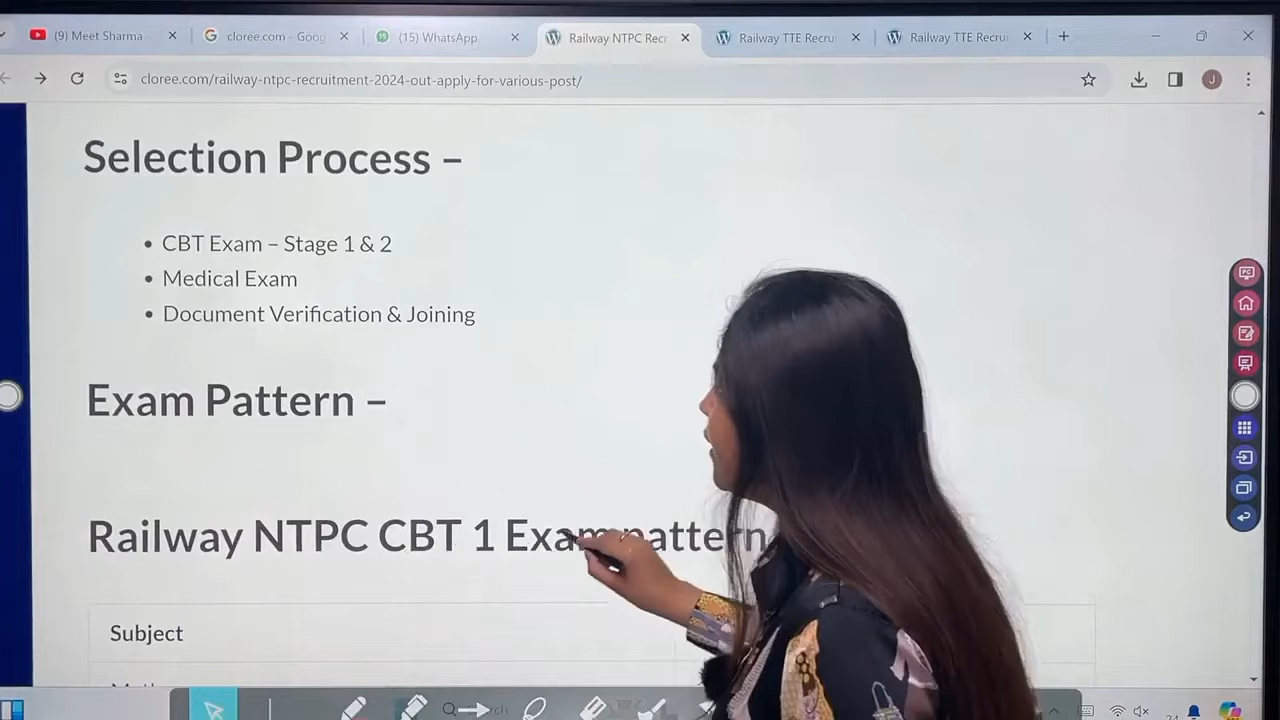 (9) Meet Sharma
cloree.com - Goog
(15) WhatsApp
Railway NTPC Recr
Railway TTE Recrui
Railway TTE Recrui
cloree.com/railway-ntpc-recruitment-2024-out-apply-for-various-post/
J
Selection Process –
• CBT Exam – Stage 1 & 2
• Medical Exam
• Document Verification & Joining
Exam Pattern –
Railway NTPC CBT 1 Exam pattern
Subject
PC